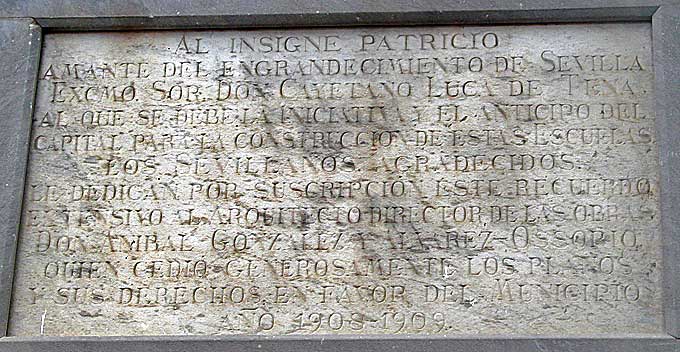 AL INSIGNE PATRICIO
AMANTE DEL ENGRANDECIMIENTO DE SEVILLA
EXCMO. SOR. DON CAYETANO LUCA DE TENA,
AL QUE SE DEBE LA INICIATIVA Y EL ANTICIPO DEL
CAPITAL PARA LA CONSTRUCCION DE ESTAS ESCUELAS
LOS SEVILLANOS AGRADECIDOS
LE DEDICAN POR SUSCRIPCIÓN ESTE RECUERDO
EXTENSIVO AL ARQUITECTO DIRECTOR DE LAS OBRAS
DON ANIBAL GONZALEZ Y ALVAREZ-OSSORIO,
QUIEN CEDIO GENEROSAMENTE LOS PLANOS
Y SUS DERECHOS EN FAVOR DEL MUNICIPIO
AÑO 1908-1909.